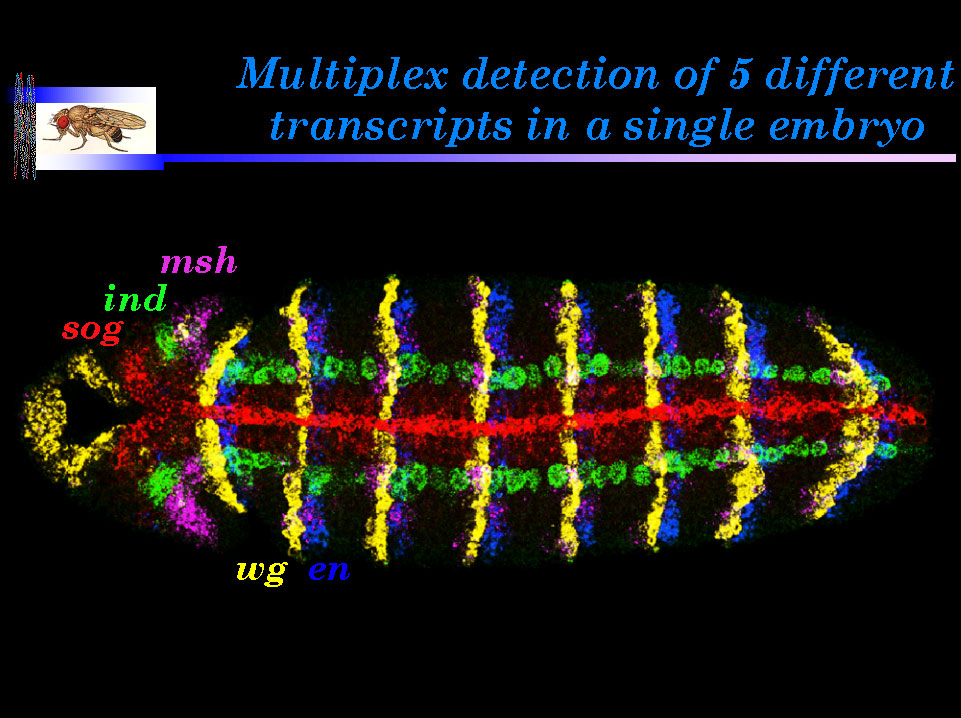 Multiplex detection of 5 different
transcripts in a single embryo
msh
ind
sog
wg en